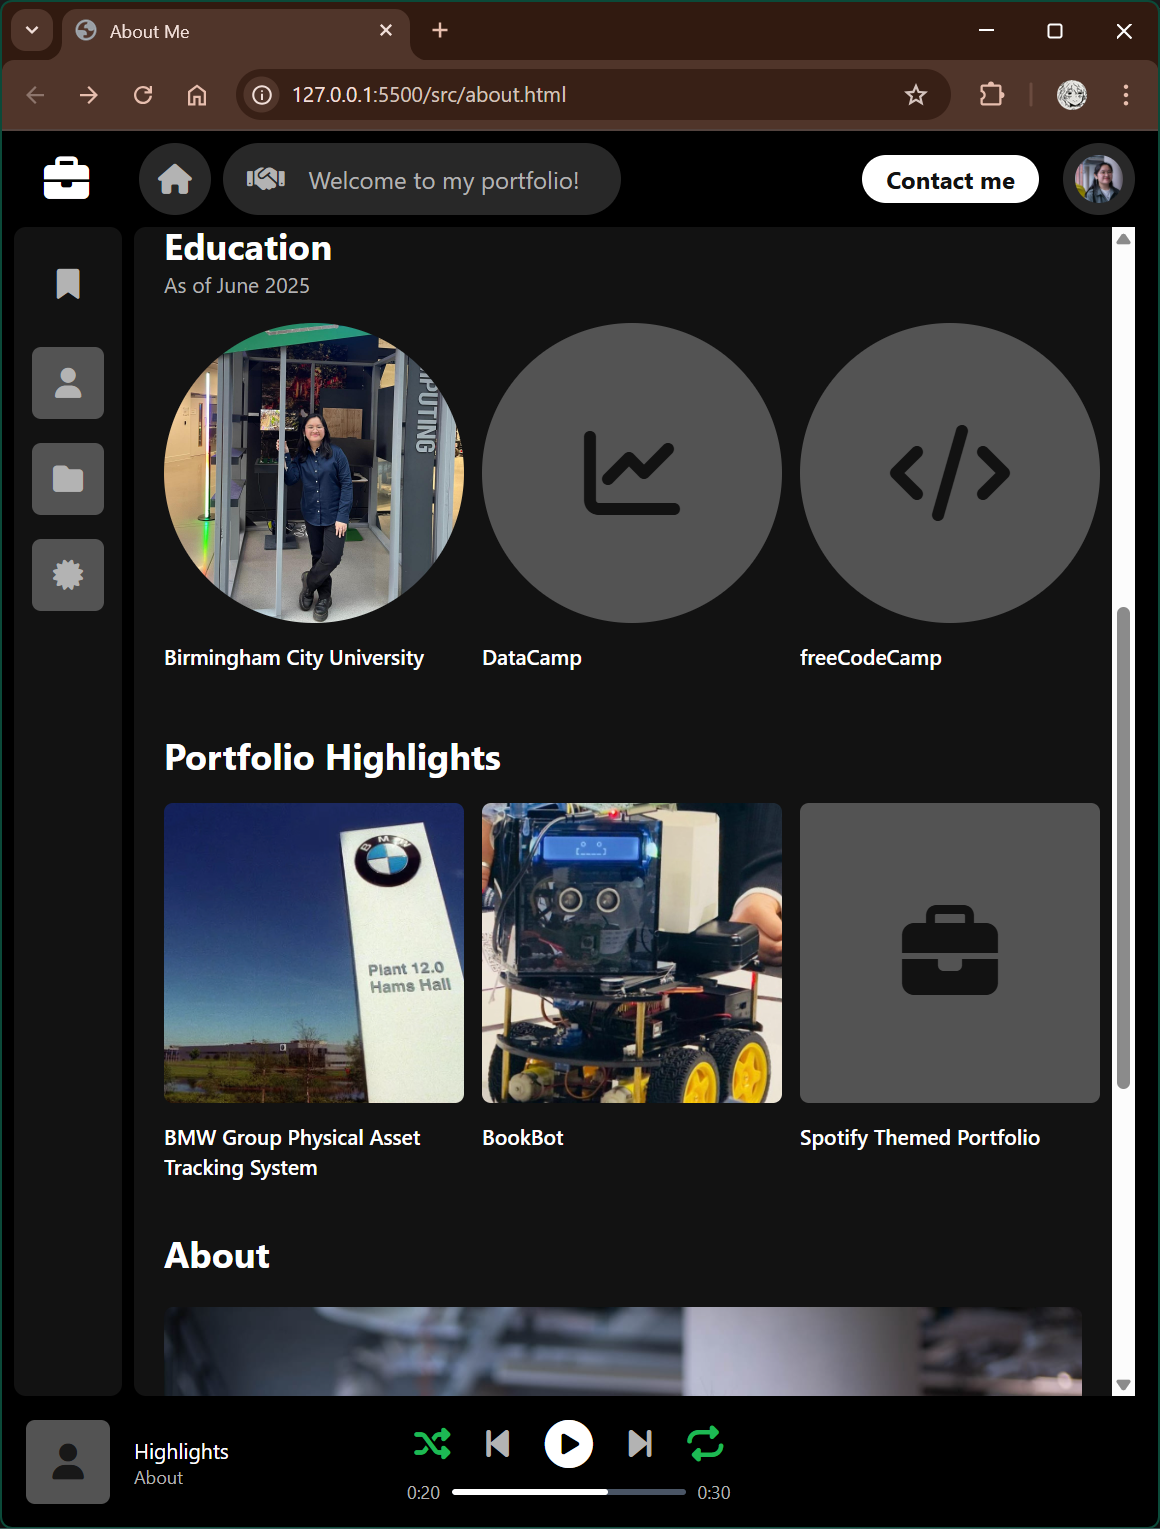 About Me
127.0.0.1:5500/src/about.html
Welcome to my portfolio!
Contact me
Education
As of June 2025
PUTING
Birmingham City University
DataCamp
freeCodeCamp
Portfolio Highlights
BMW
Plant 12.0
Hams Hall
BMW Group Physical Asset
Tracking System
BookBot
Spotify Themed Portfolio
About
Highlights
About
0:20
0:30